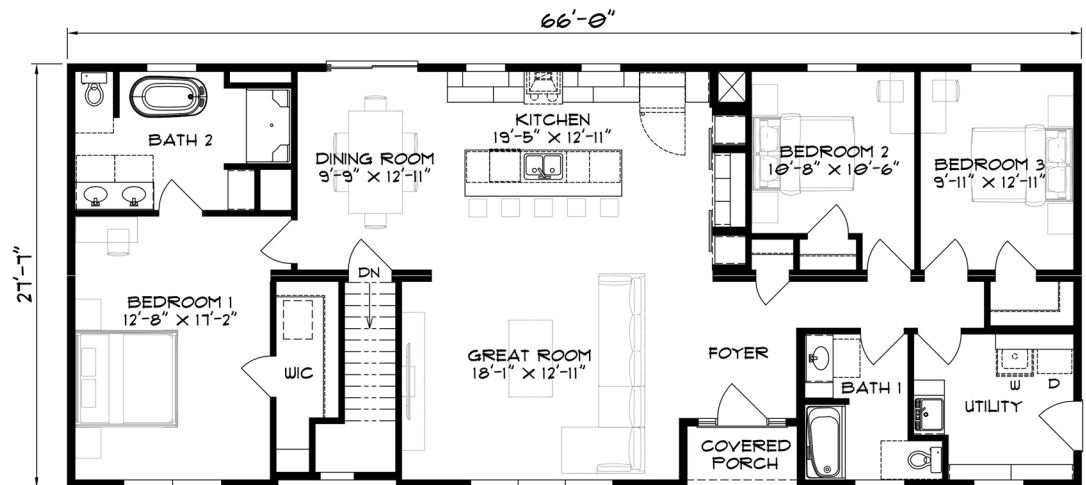 66'-0"
BATH 2
KITCHEN
19'-5" X 12'-11"
DINING ROOM
9'-9" X 12'-11"
BEDROOM 2
10'-8" X 10'-6"
BEDROOM 3
9'-11" X 12'-11"
27'-7"
DN
BEDROOM 1
12'-8" X 17'-2"
WIC
GREAT ROOM
18'-1" X 12'-11"
FOYER
BATH 1
W
D
UTILITY
COVERED
PORCH